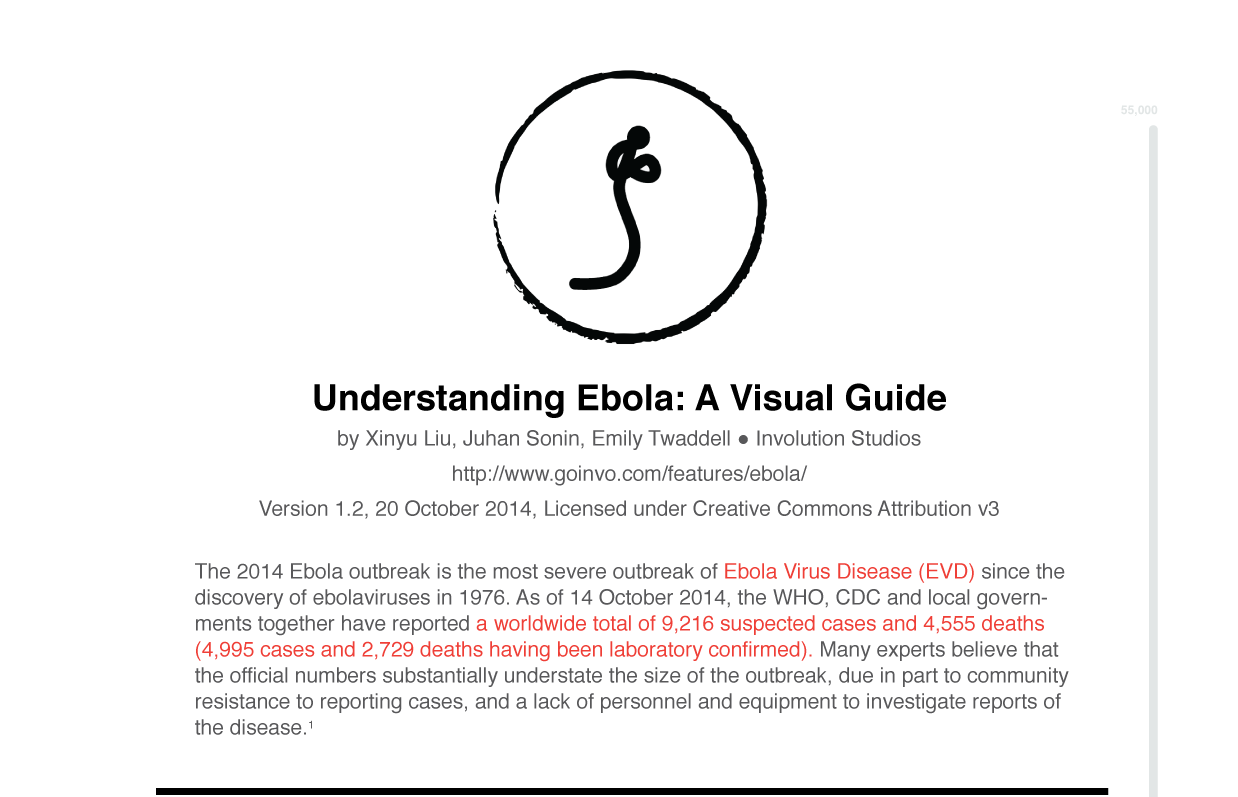 55,000
Understanding Ebola: A Visual Guide
by Xinyu Liu, Juhan Sonin, Emily Twaddell ● Involution Studios
http://www.goinvo.com/features/ebola/
Version 1.2, 20 October 2014, Licensed under Creative Commons Attribution v3
The 2014 Ebola outbreak is the most severe outbreak of Ebola Virus Disease (EVD) since the
discovery of ebolaviruses in 1976. As of 14 October 2014, the WHO, CDC and local govern-
ments together have reported a worldwide total of 9,216 suspected cases and 4,555 deaths
(4,995 cases and 2,729 deaths having been laboratory confirmed). Many experts believe that
the official numbers substantially understate the size of the outbreak, due in part to community
resistance to reporting cases, and a lack of personnel and equipment to investigate reports of
the disease.¹